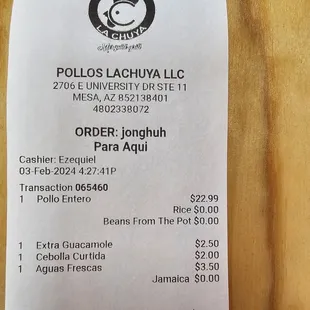 LA CHUYA
POLLOS LACHUYA LLC
2706 E UNIVERSITY DR STE 11
MESA, AZ 852138401
4802338072
ORDER: jonghuh
Para Aqui
Cashier: Ezequiel
03-Feb-2024 4:27:41P
Transaction 065460
1 Pollo Entero $22.99
Rice $0.00
Beans From The Pot $0.00
1 Extra Guacamole $2.50
1 Cebolla Curtida $2.00
1 Aguas Frescas $3.50
Jamaica $0.00